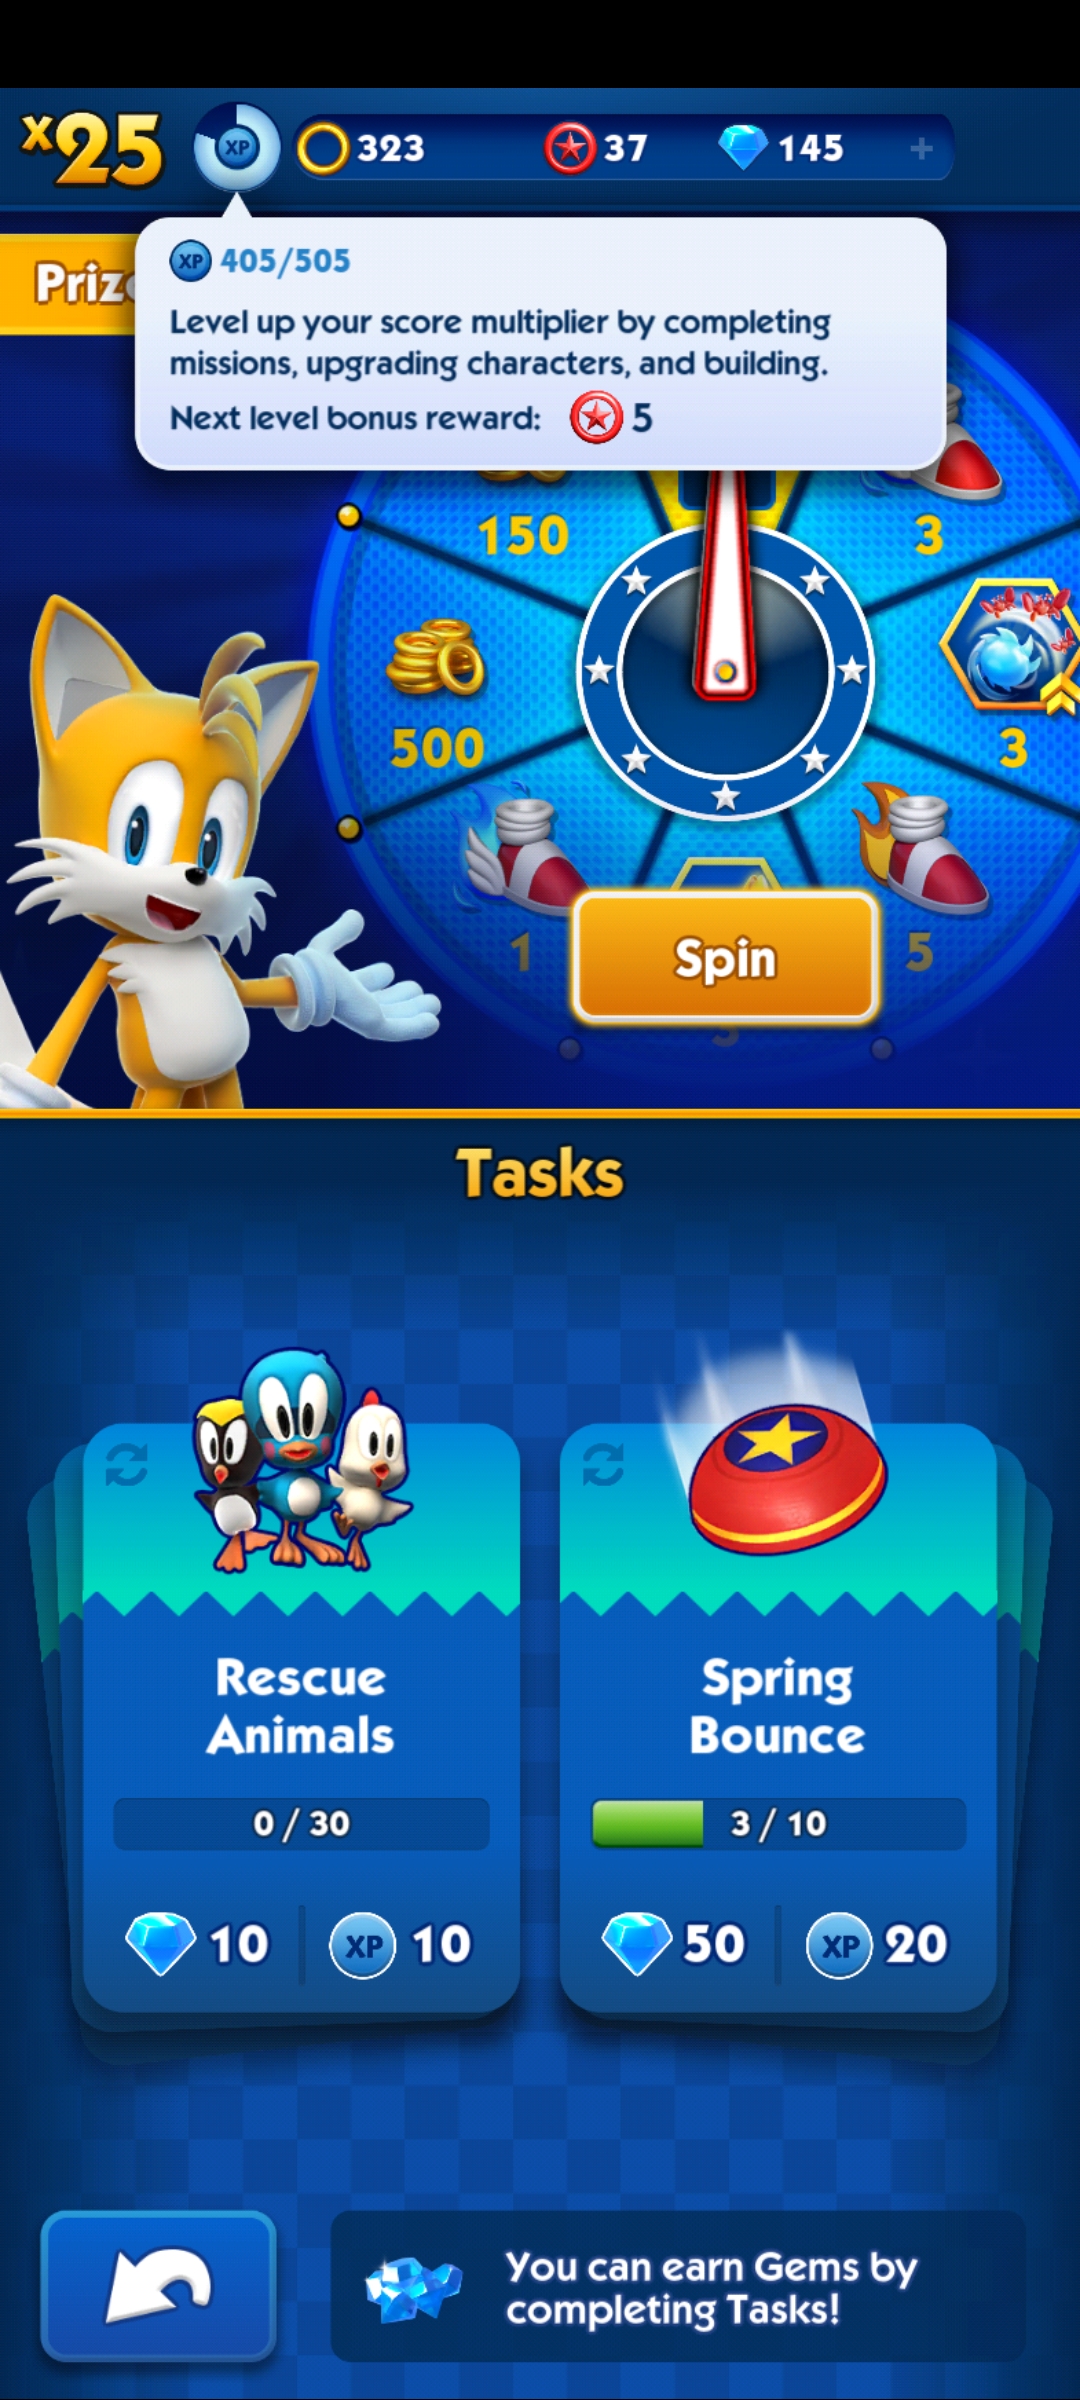 x25
XP
323
37
145
+
XP 405/505
Level up your score multiplier by completing
missions, upgrading characters, and building.
Next level bonus reward: 5
150
3
500
3
1
5
Spin
Tasks
Rescue
Animals
0 / 30
10
XP 10
Spring
Bounce
3 / 10
50
XP 20
You can earn Gems by
completing Tasks!